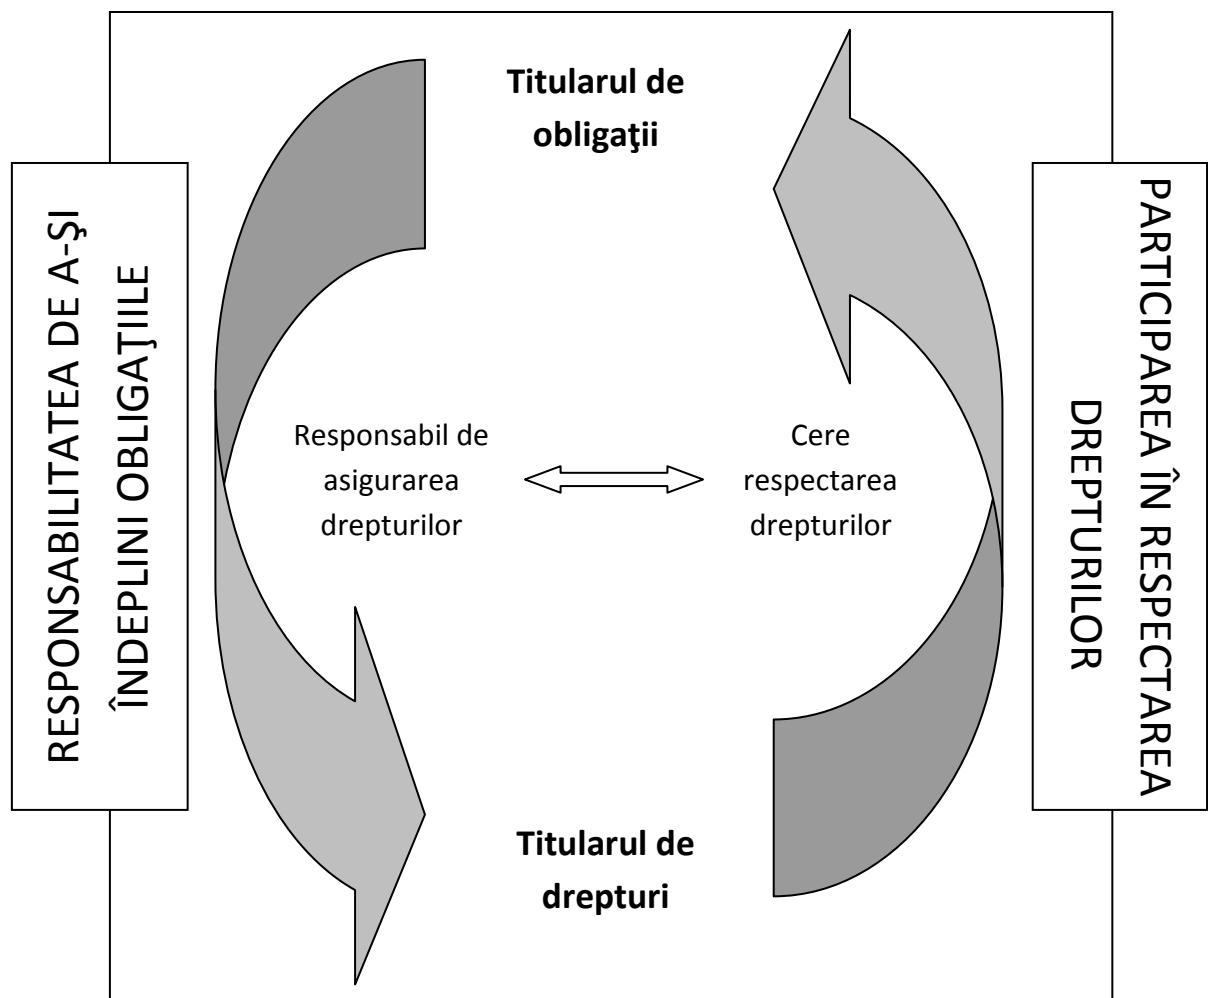 Titularul de
obligaţii
RESPONSABILITATEA DE A-ŞI
ÎNDEPLINI OBLIGAŢIILE
Responsabil de
asigurarea
drepturilor
Cere
respectarea
drepturilor
PARTICIPAREA ÎN RESPECTAREA
DREPTURILOR
Titularul de
drepturi